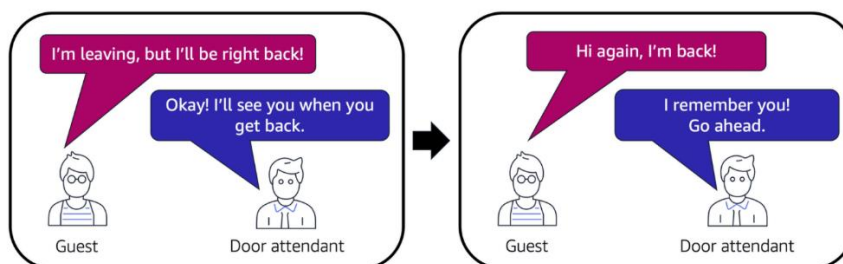 I'm leaving, but I'll be right back!
Okay! I'll see you when you
get back.
Guest
Door attendant
Hi again, I'm back!
I remember you!
Go ahead.
Guest
Door attendant